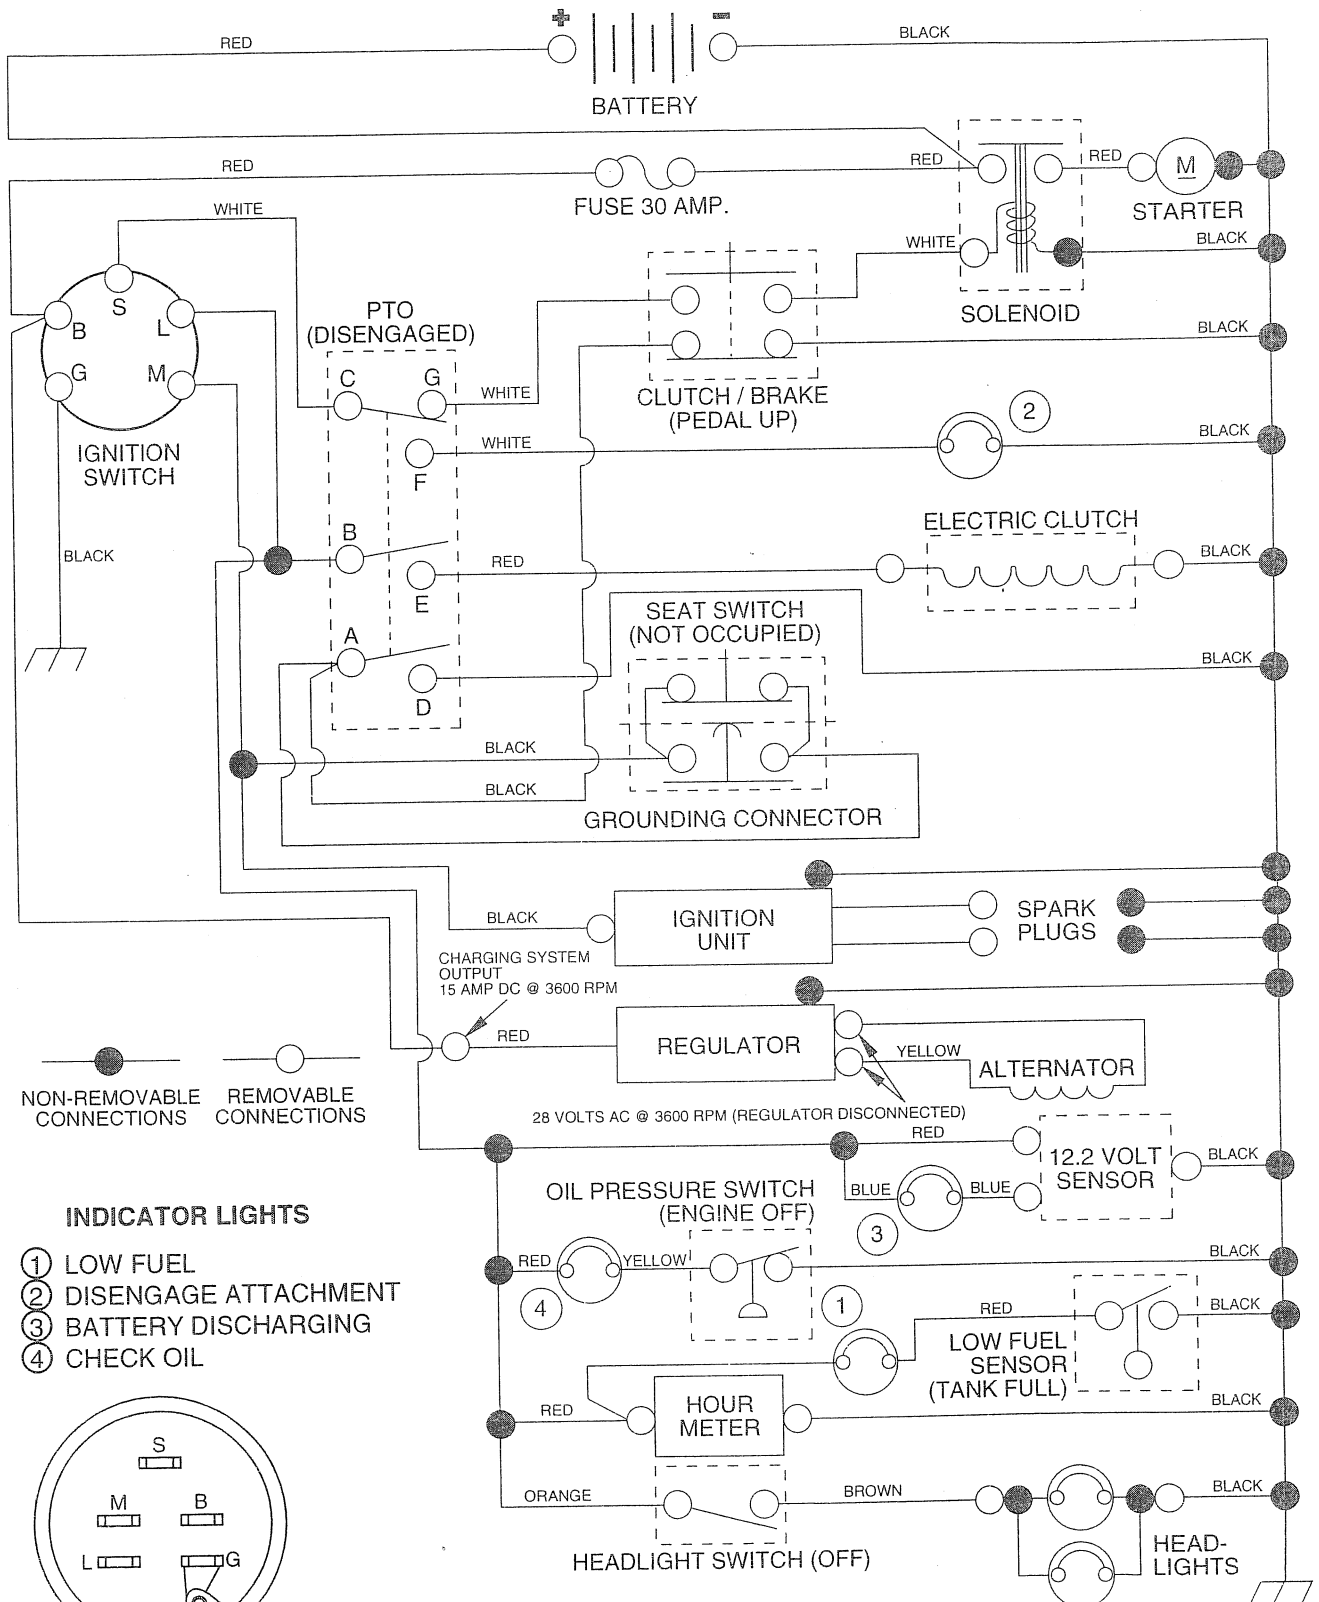 + −
RED
BLACK
BATTERY
RED
RED
RED
M
FUSE 30 AMP.
STARTER
WHITE
WHITE
BLACK
S
B
L
G
M
SOLENOID
IGNITION
SWITCH
PTO
(DISENGAGED)
C
G
WHITE
BLACK
CLUTCH / BRAKE
(PEDAL UP)
2
WHITE
BLACK
F
BLACK
B
ELECTRIC CLUTCH
RED
BLACK
E
SEAT SWITCH
(NOT OCCUPIED)
A
BLACK
D
BLACK
BLACK
GROUNDING CONNECTOR
BLACK
IGNITION
UNIT
SPARK
PLUGS
CHARGING SYSTEM
OUTPUT
15 AMP DC @ 3600 RPM
RED
REGULATOR
YELLOW
ALTERNATOR
28 VOLTS AC @ 3600 RPM (REGULATOR DISCONNECTED)
NON-REMOVABLE
CONNECTIONS
REMOVABLE
CONNECTIONS
RED
12.2 VOLT
SENSOR
BLACK
BLUE
BLUE
3
OIL PRESSURE SWITCH
(ENGINE OFF)
RED
YELLOW
BLACK
4
1
RED
BLACK
LOW FUEL
SENSOR
(TANK FULL)
RED
HOUR
METER
BLACK
ORANGE
BROWN
BLACK
HEADLIGHT SWITCH (OFF)
HEAD-
LIGHTS
INDICATOR LIGHTS
1 LOW FUEL
2 DISENGAGE ATTACHMENT
3 BATTERY DISCHARGING
4 CHECK OIL
S
M
B
L
G